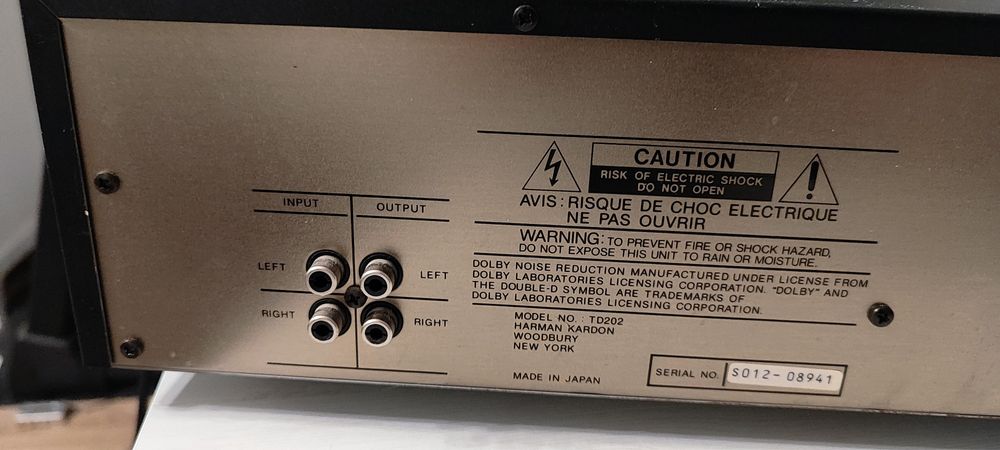 INPUT
OUTPUT
LEFT
LEFT
RIGHT
RIGHT
CAUTION
RISK OF ELECTRIC SHOCK
DO NOT OPEN
AVIS : RISQUE DE CHOC ELECTRIQUE
NE PAS OUVRIR
WARNING: TO PREVENT FIRE OR SHOCK HAZARD,
DO NOT EXPOSE THIS UNIT TO RAIN OR MOISTURE.
DOLBY NOISE REDUCTION MANUFACTURED UNDER LICENSE FROM
DOLBY LABORATORIES LICENSING CORPORATION. "DOLBY" AND
THE DOUBLE-D SYMBOL ARE TRADEMARKS OF
DOLBY LABORATORIES LICENSING CORPORATION.
MODEL NO. : TD202
HARMAN KARDON
WOODBURY
NEW YORK
MADE IN JAPAN
SERIAL NO. S012-08941